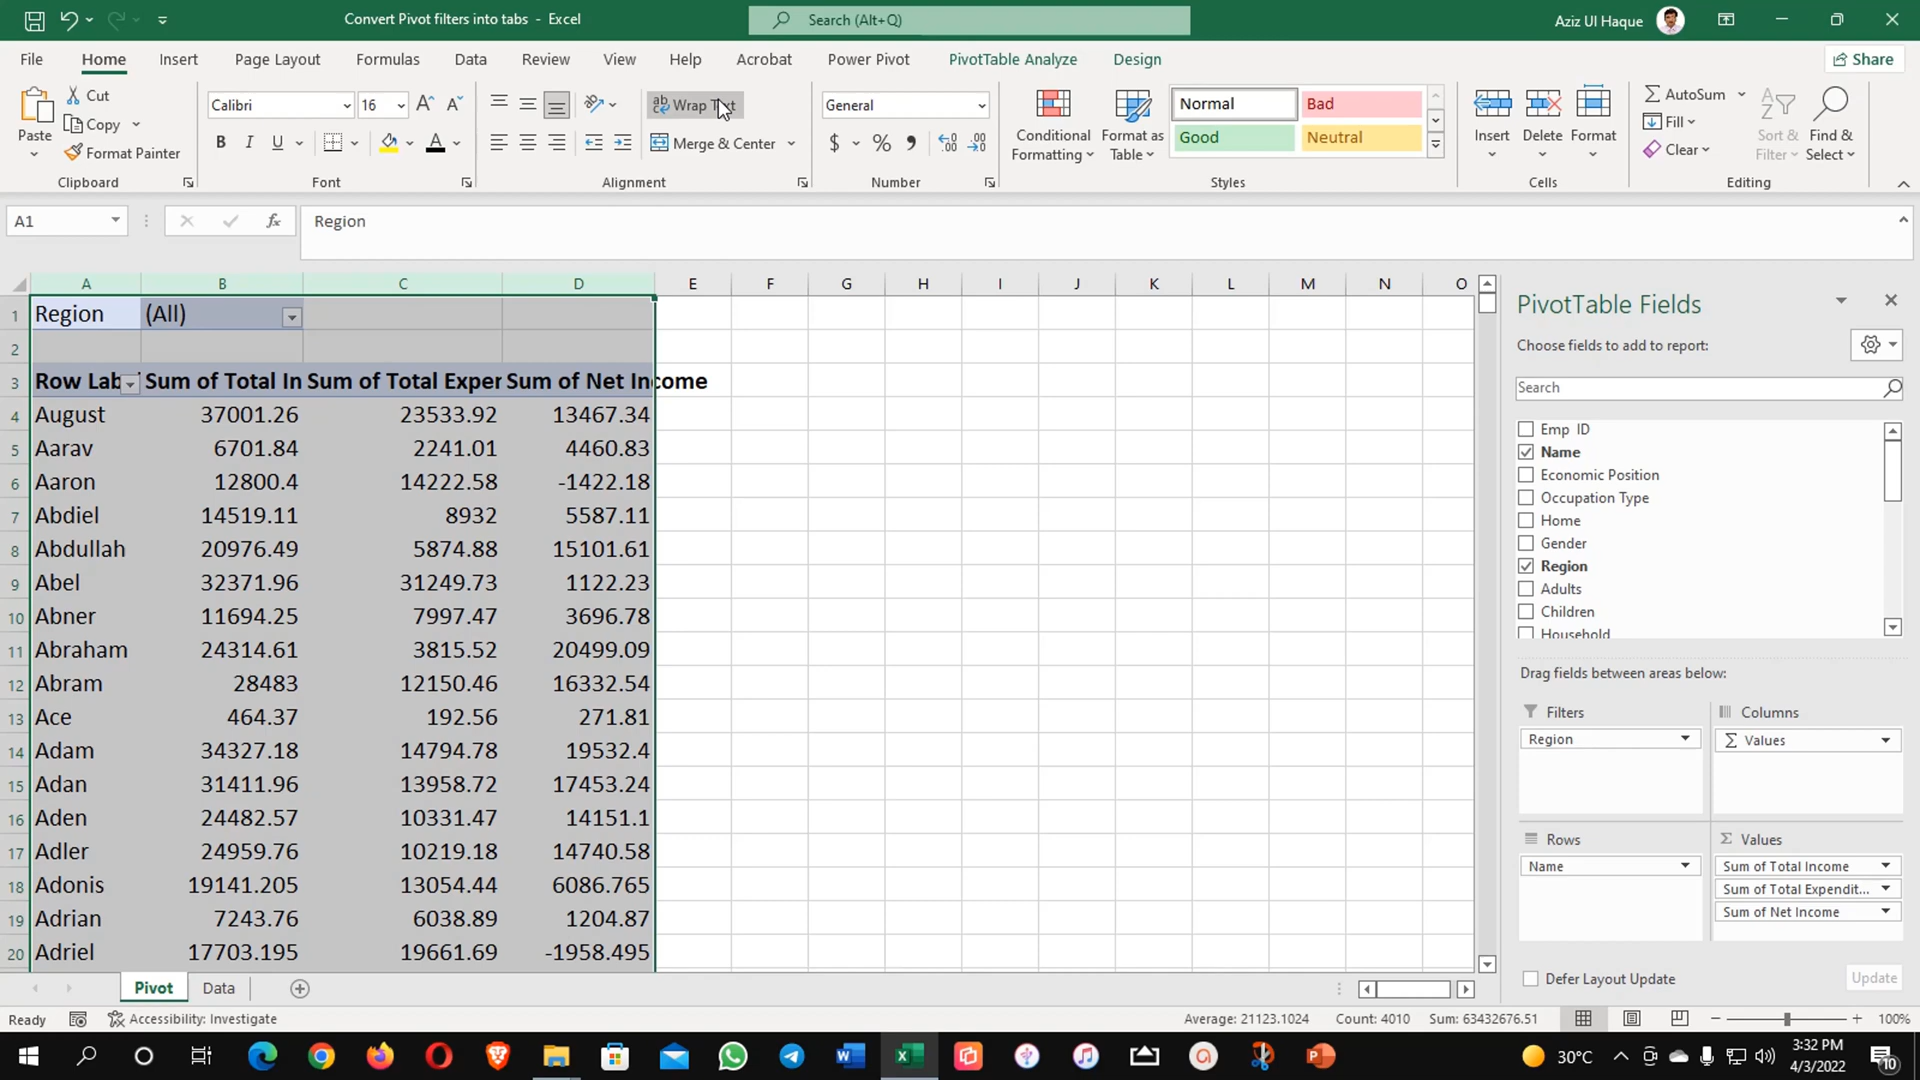 Convert Pivot filters into tabs - Excel
Search (Alt+Q)
Aziz Ul Haque
File Home Insert Page Layout Formulas Data Review View Help Acrobat Power Pivot PivotTable Analyze Design Share
Paste
Cut
Copy
Format Painter
Clipboard
Calibri 16
B I U A
Font
Wrap Text
Merge & Center
Alignment
General
$ %
Number
Conditional Formatting
Format as Table
Normal Bad
Good Neutral
Styles
Insert Delete Format
Cells
AutoSum
Fill
Clear
Sort & Filter
Find & Select
Editing
A1 fx Region
A B C D E F G H I J K L M N O
1 Region (All)
2
3 Row Lab Sum of Total In Sum of Total Exper Sum of Net Income
4 August 37001.26 23533.92 13467.34
5 Aarav 6701.84 2241.01 4460.83
6 Aaron 12800.4 14222.58 -1422.18
7 Abdiel 14519.11 8932 5587.11
8 Abdullah 20976.49 5874.88 15101.61
9 Abel 32371.96 31249.73 1122.23
10 Abner 11694.25 7997.47 3696.78
11 Abraham 24314.61 3815.52 20499.09
12 Abram 28483 12150.46 16332.54
13 Ace 464.37 192.56 271.81
14 Adam 34327.18 14794.78 19532.4
15 Adan 31411.96 13958.72 17453.24
16 Aden 24482.57 10331.47 14151.1
17 Adler 24959.76 10219.18 14740.58
18 Adonis 19141.205 13054.44 6086.765
19 Adrian 7243.76 6038.89 1204.87
20 Adriel 17703.195 19661.69 -1958.495
PivotTable Fields
Choose fields to add to report:
Search
Emp ID
Name
Economic Position
Occupation Type
Home
Gender
Region
Adults
Children
Household
Drag fields between areas below:
Filters
Region
Columns
Σ Values
Rows
Name
Σ Values
Sum of Total Income
Sum of Total Expendit...
Sum of Net Income
Defer Layout Update Update
Pivot Data
Ready Accessibility: Investigate Average: 21123.1024 Count: 4010 Sum: 63432676.51 100%
30°C
3:32 PM
4/3/2022
10